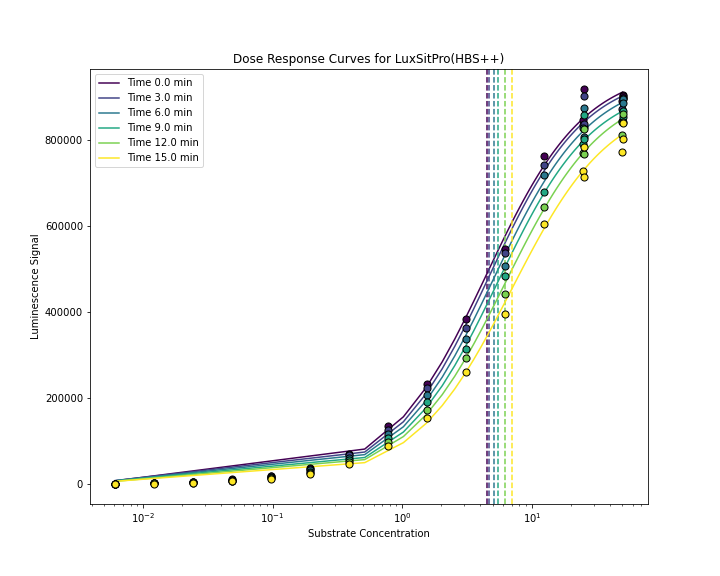 Dose Response Curves for LuxSitPro(HBS++)
Time 0.0 min
Time 3.0 min
Time 6.0 min
Time 9.0 min
Time 12.0 min
Time 15.0 min
800000
600000
400000
200000
0
Luminescence Signal
10⁻²
10⁻¹
10⁰
10¹
Substrate Concentration